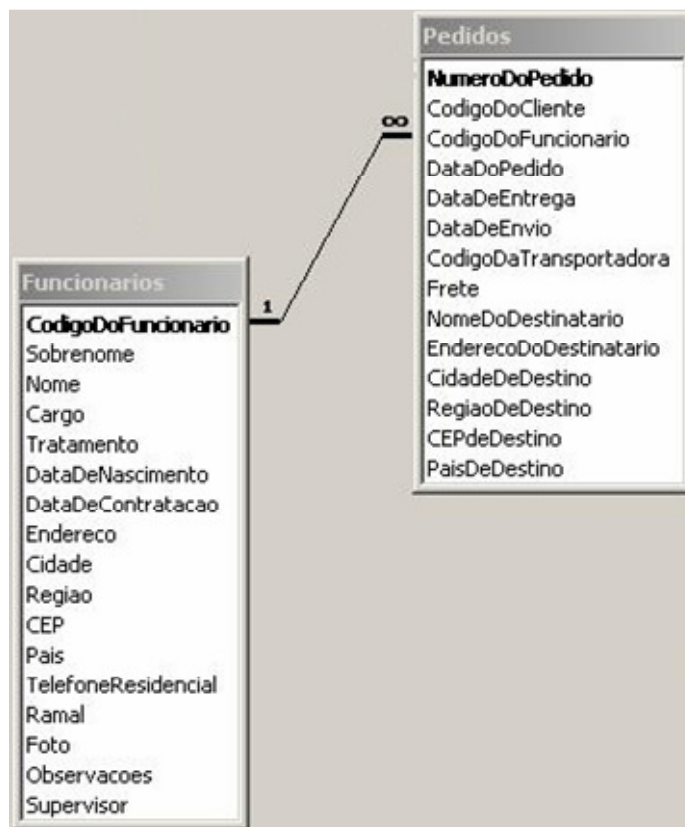 Pedidos
NumeroDoPedido
CodigoDoCliente
CodigoDoFuncionario
DataDoPedido
DataDeEntrega
DataDeEnvio
CodigoDaTransportadora
Frete
NomeDoDestinatario
EnderecoDoDestinatario
CidadeDeDestino
RegiaoDeDestino
CEPdeDestino
PaisDeDestino
∞
1
Funcionarios
CodigoDoFuncionario
Sobrenome
Nome
Cargo
Tratamento
DataDeNascimento
DataDeContratacao
Endereco
Cidade
Regiao
CEP
Pais
TelefoneResidencial
Ramal
Foto
Observacoes
Supervisor